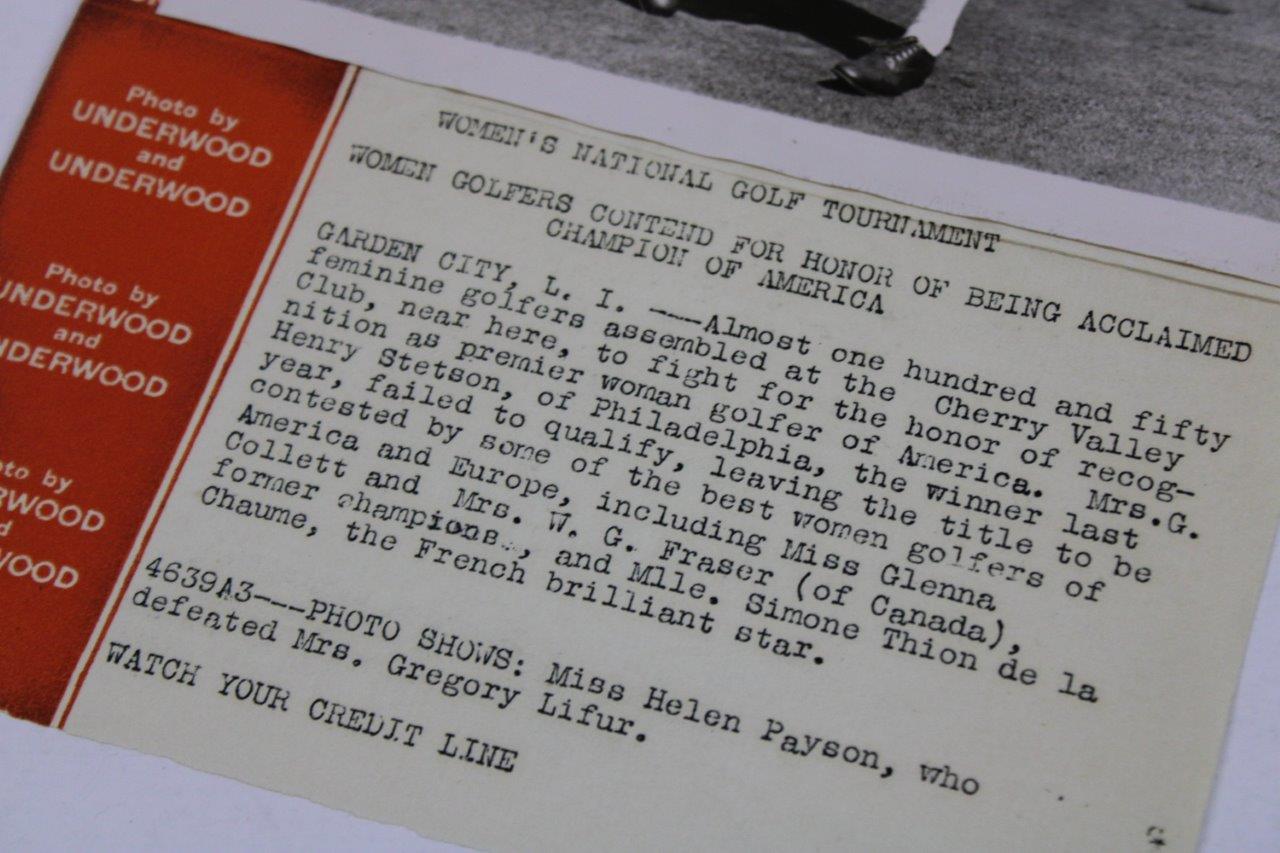 Photo by
UNDERWOOD
and
UNDERWOOD
Photo by
UNDERWOOD
and
UNDERWOOD
WOMEN'S NATIONAL GOLF TOURNAMENT
WOMEN GOLFERS CONTEND FOR HONOR OF BEING ACCLAIMED
CHAMPION OF AMERICA
GARDEN CITY, L. I. ---Almost one hundred and fifty
feminine golfers assembled at the Cherry Valley
Club, near here, to fight for the honor of recog-
nition as premier woman golfer of America. Mrs.G.
Henry Stetson, of Philadelphia, the winner last
year, failed to qualify, leaving the title to be
contested by some of the best women golfers of
America and Europe, including Miss Glenna
Collett and Mrs. W. G. Fraser (of Canada),
former champions., and Mlle. Simone Thion de la
Chaume, the French brilliant star.
4639A3---PHOTO SHOWS: Miss Helen Payson, who
defeated Mrs. Gregory Lifur.
WATCH YOUR CREDIT LINE